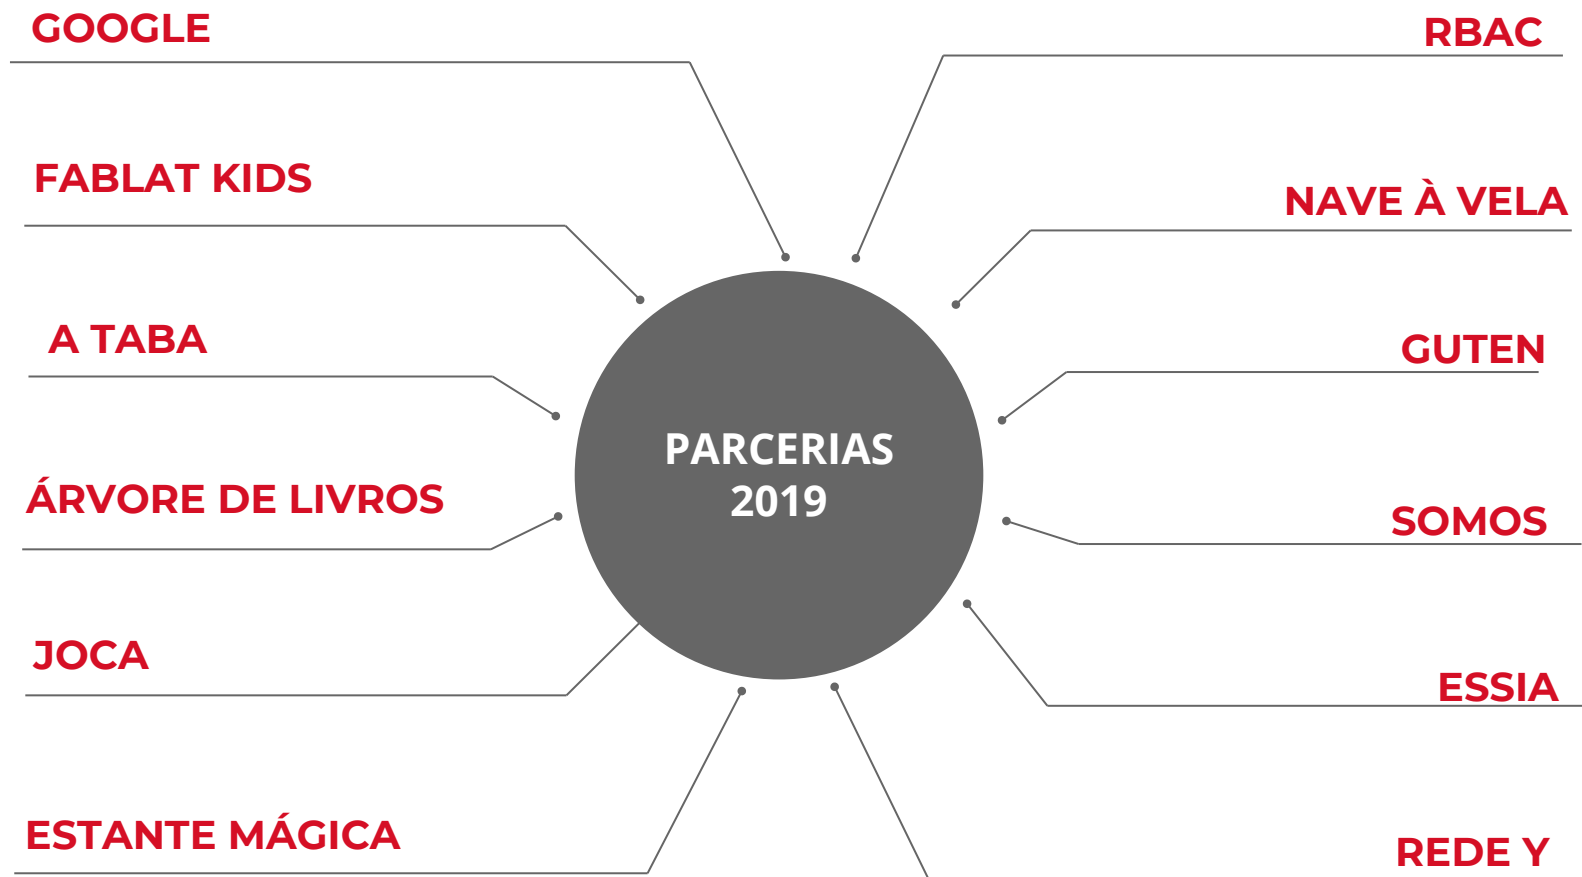 GOOGLE
RBAC
FABLAT KIDS
NAVE À VELA
A TABA
GUTEN
PARCERIAS
2019
ÁRVORE DE LIVROS
SOMOS
JOCA
ESSIA
ESTANTE MÁGICA
REDE Y